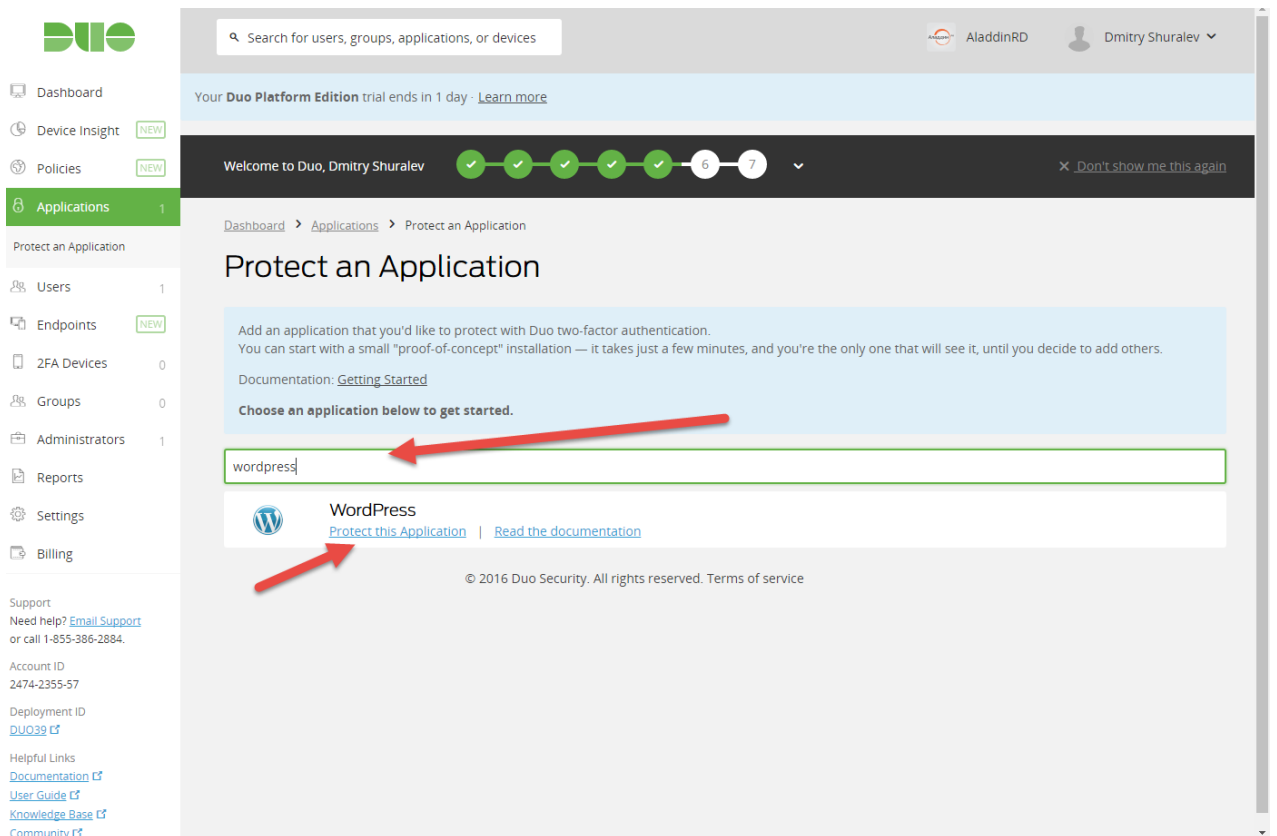 DUO
Search for users, groups, applications, or devices
AladdinRD
Dmitry Shuralev
Dashboard
Device Insight NEW
Policies NEW
Applications 1
Protect an Application
Users 1
Endpoints NEW
2FA Devices 0
Groups 0
Administrators 1
Reports
Settings
Billing
Support
Need help? Email Support
or call 1-855-386-2884.
Account ID
2474-2355-57
Deployment ID
DUO39
Helpful Links
Documentation
User Guide
Knowledge Base
Community
Your Duo Platform Edition trial ends in 1 day · Learn more
Welcome to Duo, Dmitry Shuralev 6 7
Don't show me this again
Dashboard > Applications > Protect an Application
Protect an Application
Add an application that you'd like to protect with Duo two-factor authentication.
You can start with a small "proof-of-concept" installation — it takes just a few minutes, and you're the only one that will see it, until you decide to add others.
Documentation: Getting Started
Choose an application below to get started.
wordpress
WordPress
Protect this Application | Read the documentation
© 2016 Duo Security. All rights reserved. Terms of service